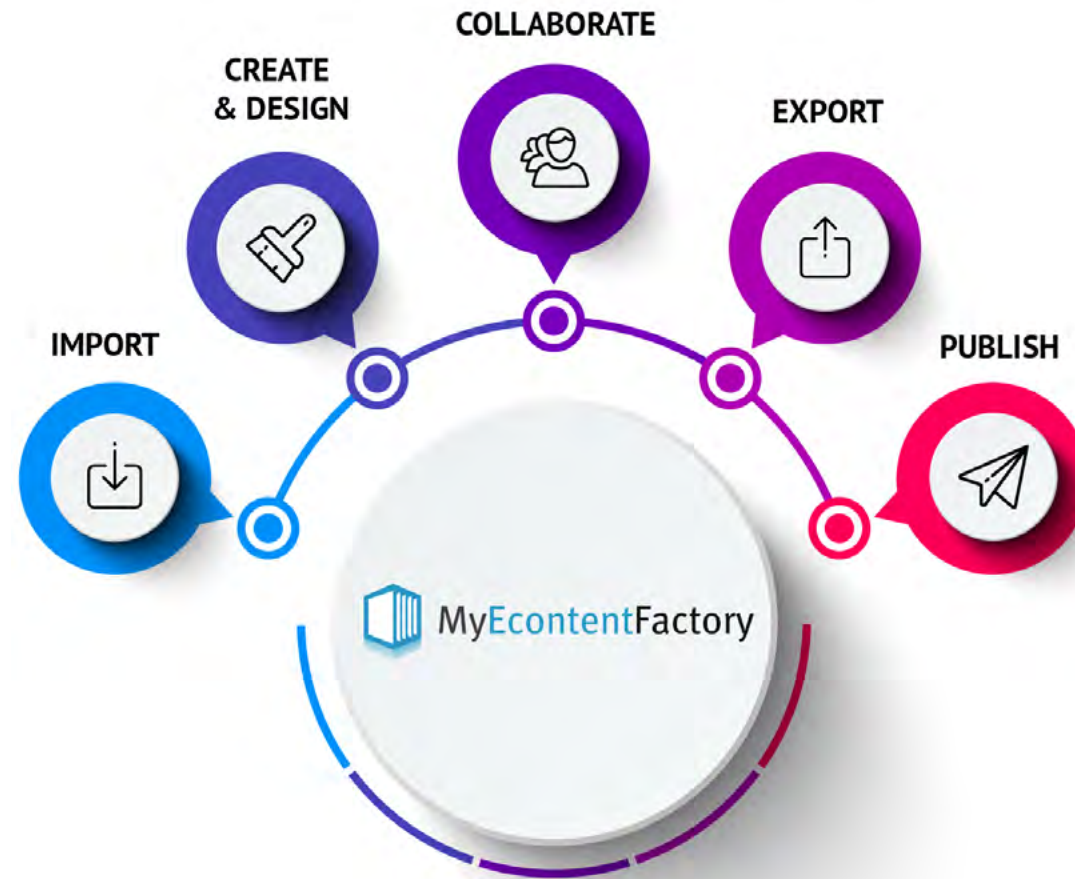 COLLABORATE
CREATE
& DESIGN
EXPORT
IMPORT
PUBLISH
MyEcontentFactory